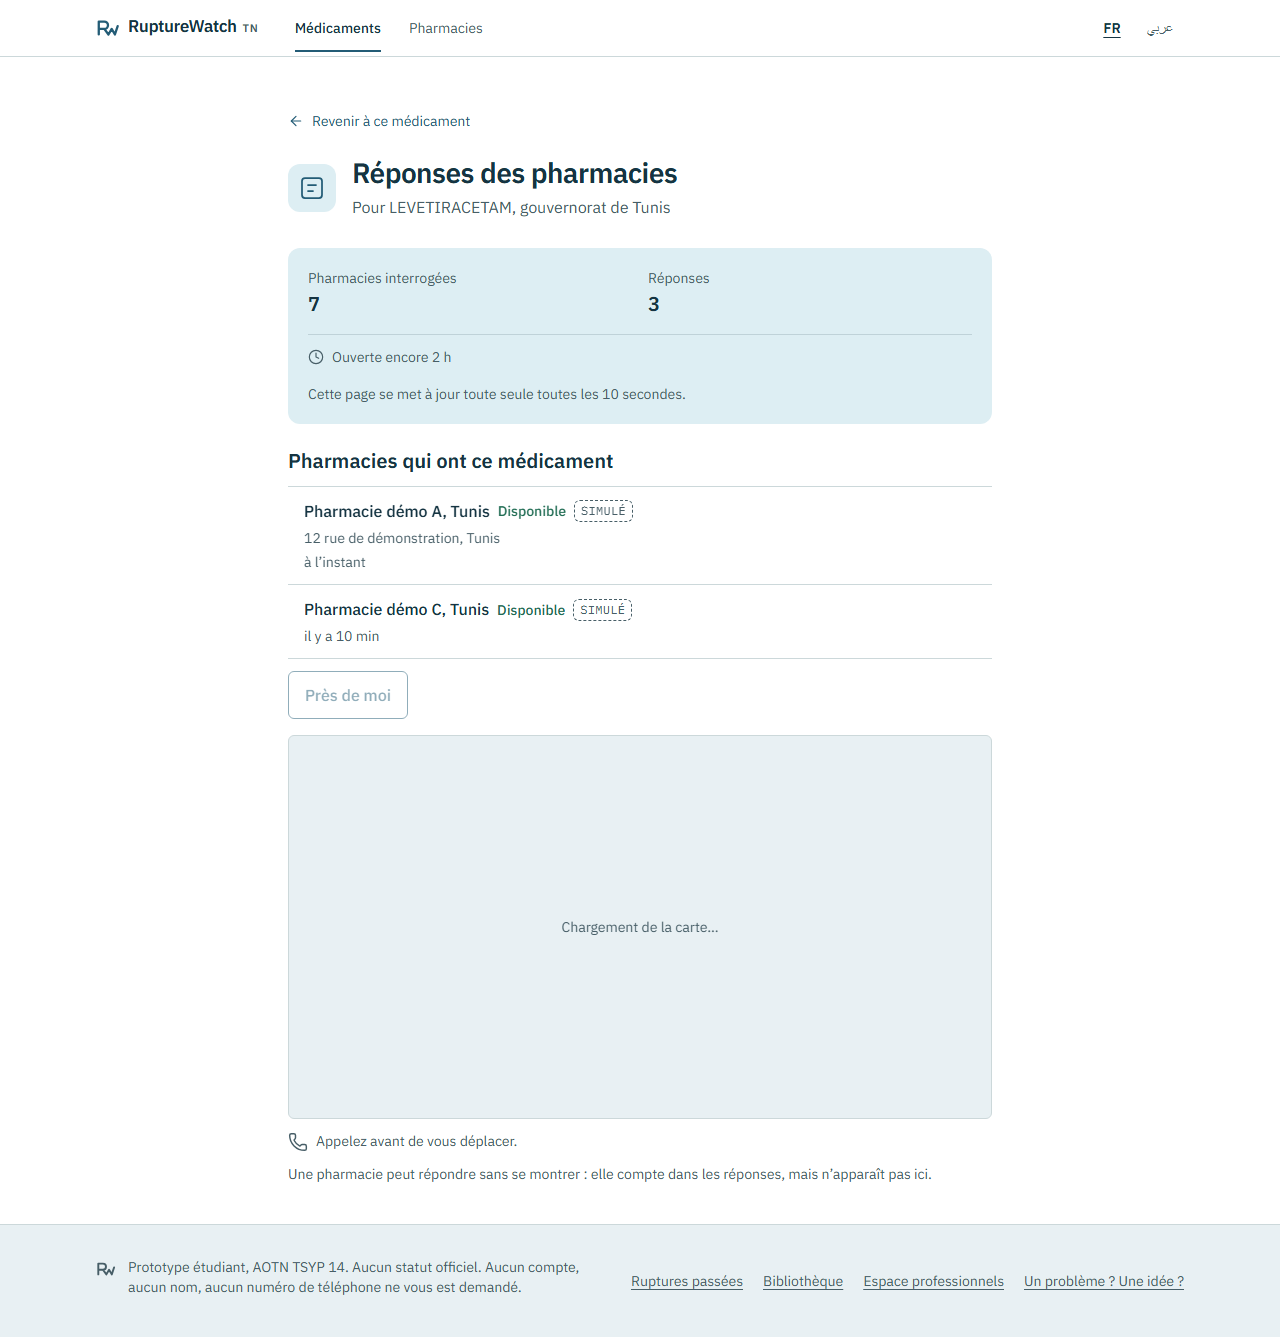 RuptureWatch TN
Médicaments
Pharmacies
FR
عربي
Revenir à ce médicament
Réponses des pharmacies
Pour LEVETIRACETAM, gouvernorat de Tunis
Pharmacies interrogées
7
Réponses
3
Ouverte encore 2 h
Cette page se met à jour toute seule toutes les 10 secondes.
Pharmacies qui ont ce médicament
Pharmacie démo A, Tunis Disponible SIMULÉ
12 rue de démonstration, Tunis
à l’instant
Pharmacie démo C, Tunis Disponible SIMULÉ
il y a 10 min
Près de moi
Chargement de la carte…
Appelez avant de vous déplacer.
Une pharmacie peut répondre sans se montrer : elle compte dans les réponses, mais n’apparaît pas ici.
Prototype étudiant, AOTN TSYP 14. Aucun statut officiel. Aucun compte,
aucun nom, aucun numéro de téléphone ne vous est demandé.
Ruptures passées
Bibliothèque
Espace professionnels
Un problème ? Une idée ?